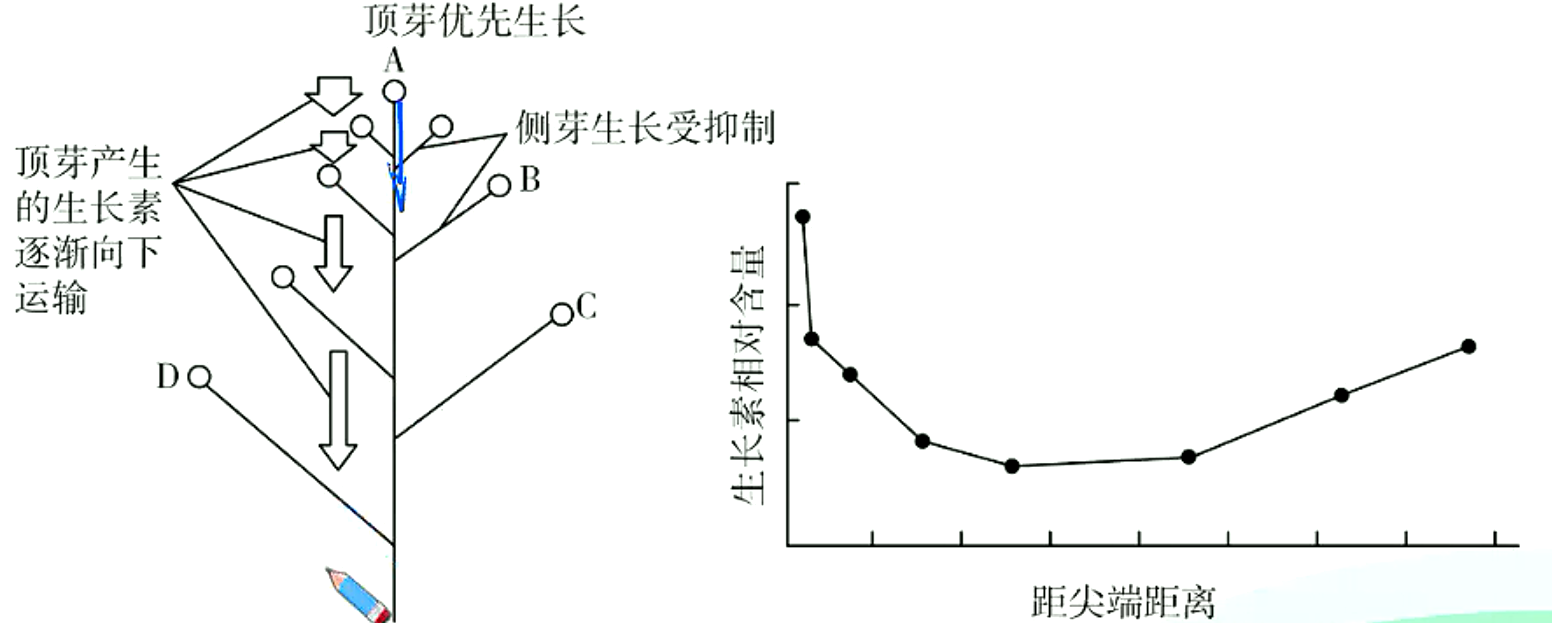 顶芽优先生长
A
侧芽生长受抑制
顶芽产生
的生长素
逐渐向下
运输
B
C
D
生长素相对含量
距尖端距离